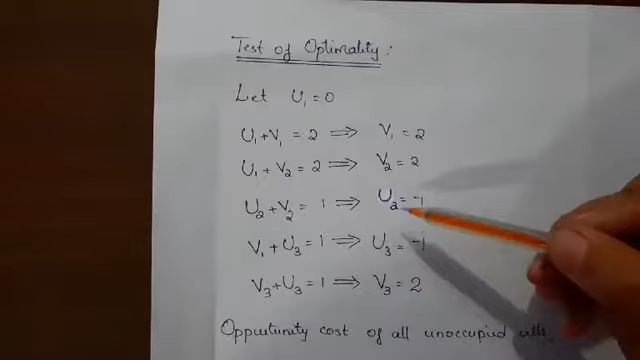 Test of Optimality :
Let U₁ = 0
U₁ + V₁ = 2 ⟹ V₁ = 2
U₁ + V₂ = 2 ⟹ V₂ = 2
U₂ + V₂ = 1 ⟹ U₂ = -1
V₁ + U₃ = 1 ⟹ U₃ = -1
V₃ + U₃ = 1 ⟹ V₃ = 2
Oppurtunity cost of all unoccupied cells